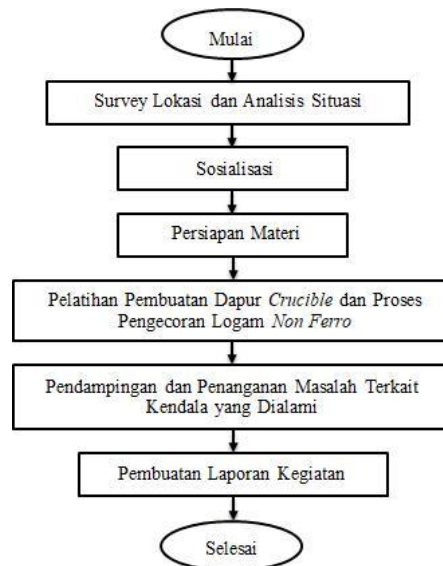 Mulai
Survey Lokasi dan Analisis Situasi
Sosialisasi
Persiapan Materi
Pelatihan Pembuatan Dapur Crucible dan Proses
Pengecoran Logam Non Ferro
Pendampingan dan Penanganan Masalah Terkait
Kendala yang Dialami
Pembuatan Laporan Kegiatan
Selesai